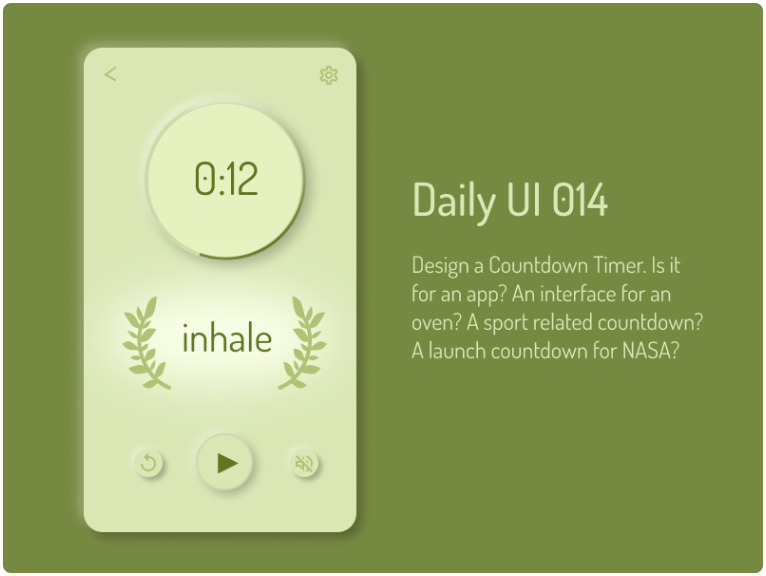 0:12
inhale
Daily UI 014
Design a Countdown Timer. Is it
for an app? An interface for an
oven? A sport related countdown?
A launch countdown for NASA?